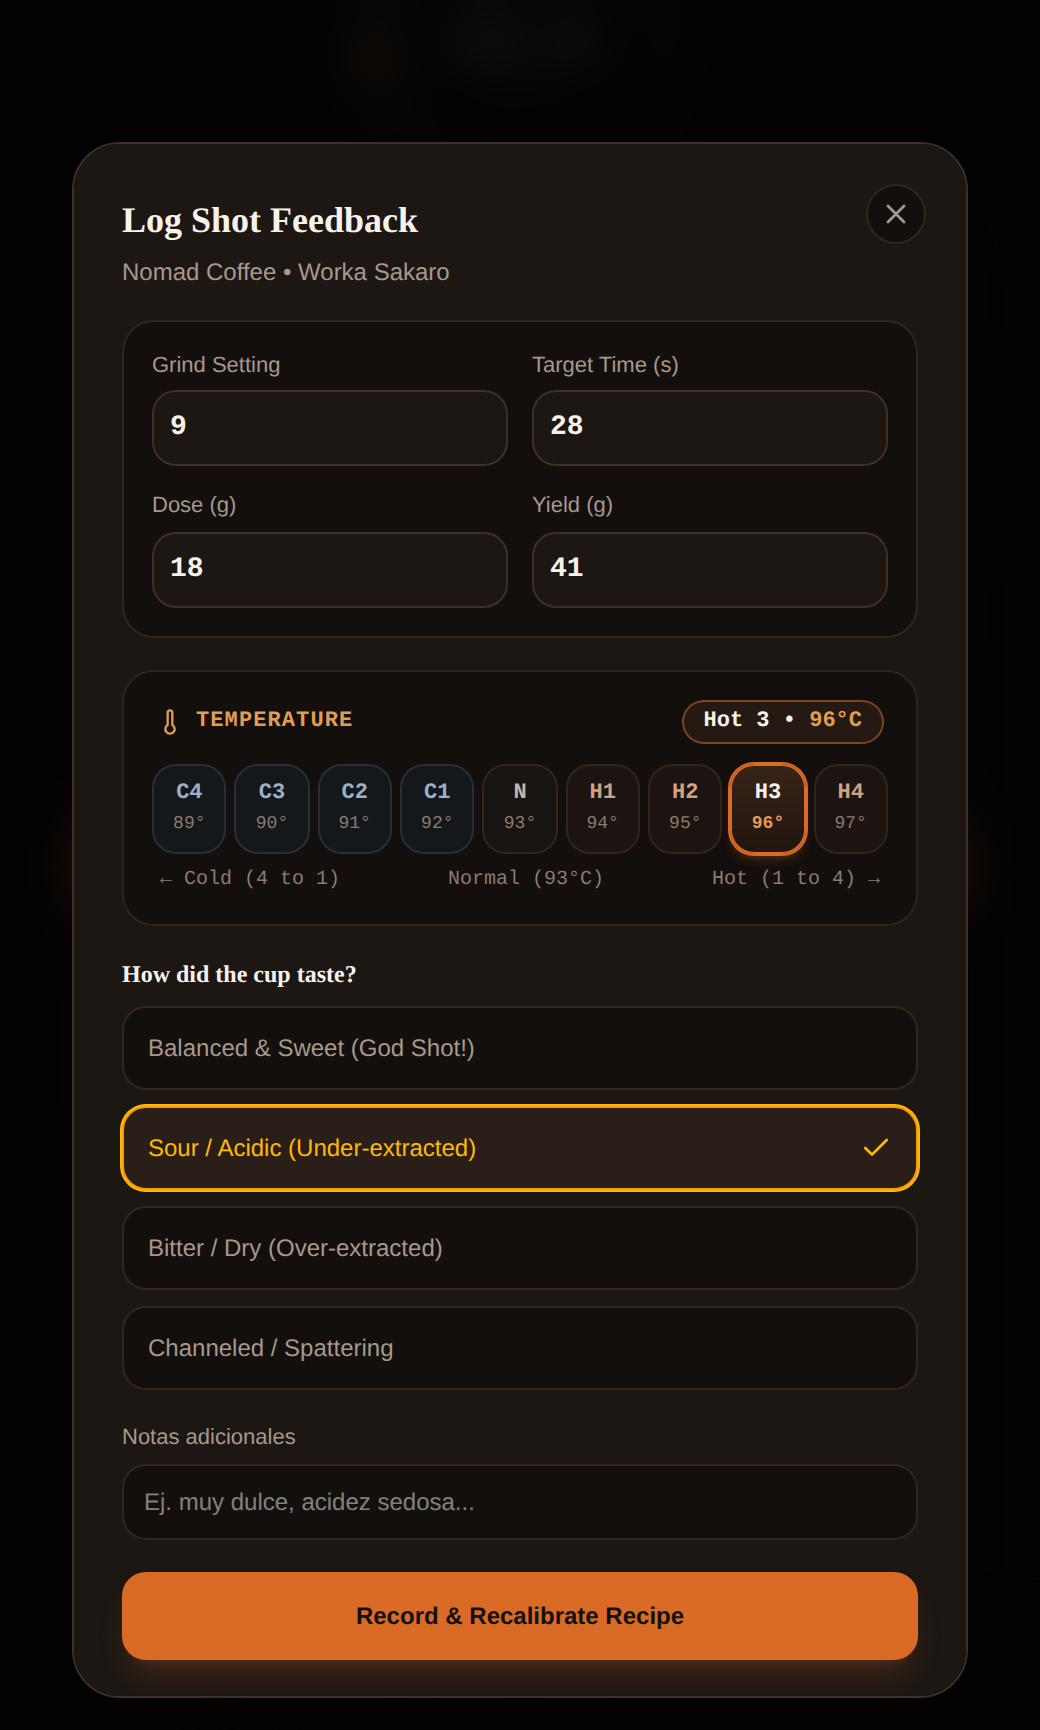 Log Shot Feedback
Nomad Coffee • Worka Sakaro
Grind Setting
Target Time (s)
9
28
Dose (g)
Yield (g)
18
41
TEMPERATURE
Hot 3 • 96°C
C4 C3 C2 C1 N H1 H2 H3 H4
89° 90° 91° 92° 93° 94° 95° 96° 97°
← Cold (4 to 1)
Normal (93°C)
Hot (1 to 4) →
How did the cup taste?
Balanced & Sweet (God Shot!)
Sour / Acidic (Under-extracted)
Bitter / Dry (Over-extracted)
Channeled / Spattering
Notas adicionales
Ej. muy dulce, acidez sedosa...
Record & Recalibrate Recipe